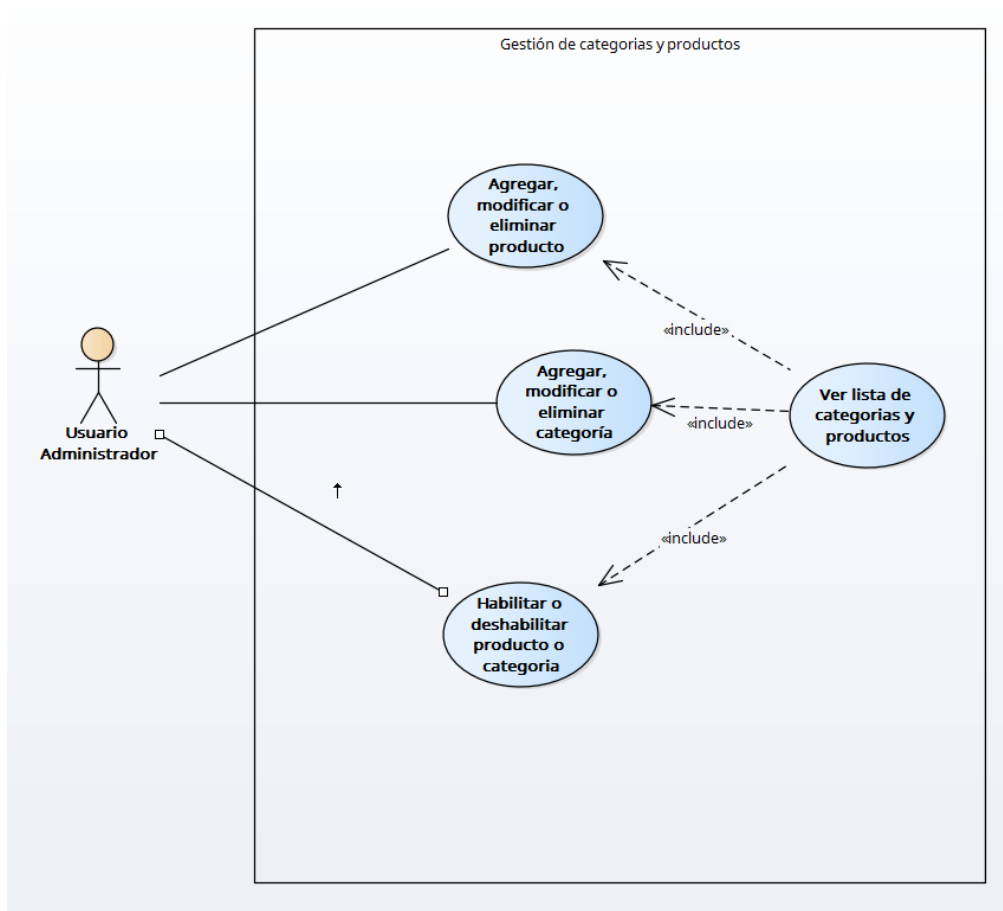 Gestión de categorias y productos
Agregar,
modificar o
eliminar
producto
«include»
Agregar,
modificar o
eliminar
categoría
«include»
Ver lista de
categorias y
productos
Usuario
Administrador
«include»
Habilitar o
deshabilitar
producto o
categoria